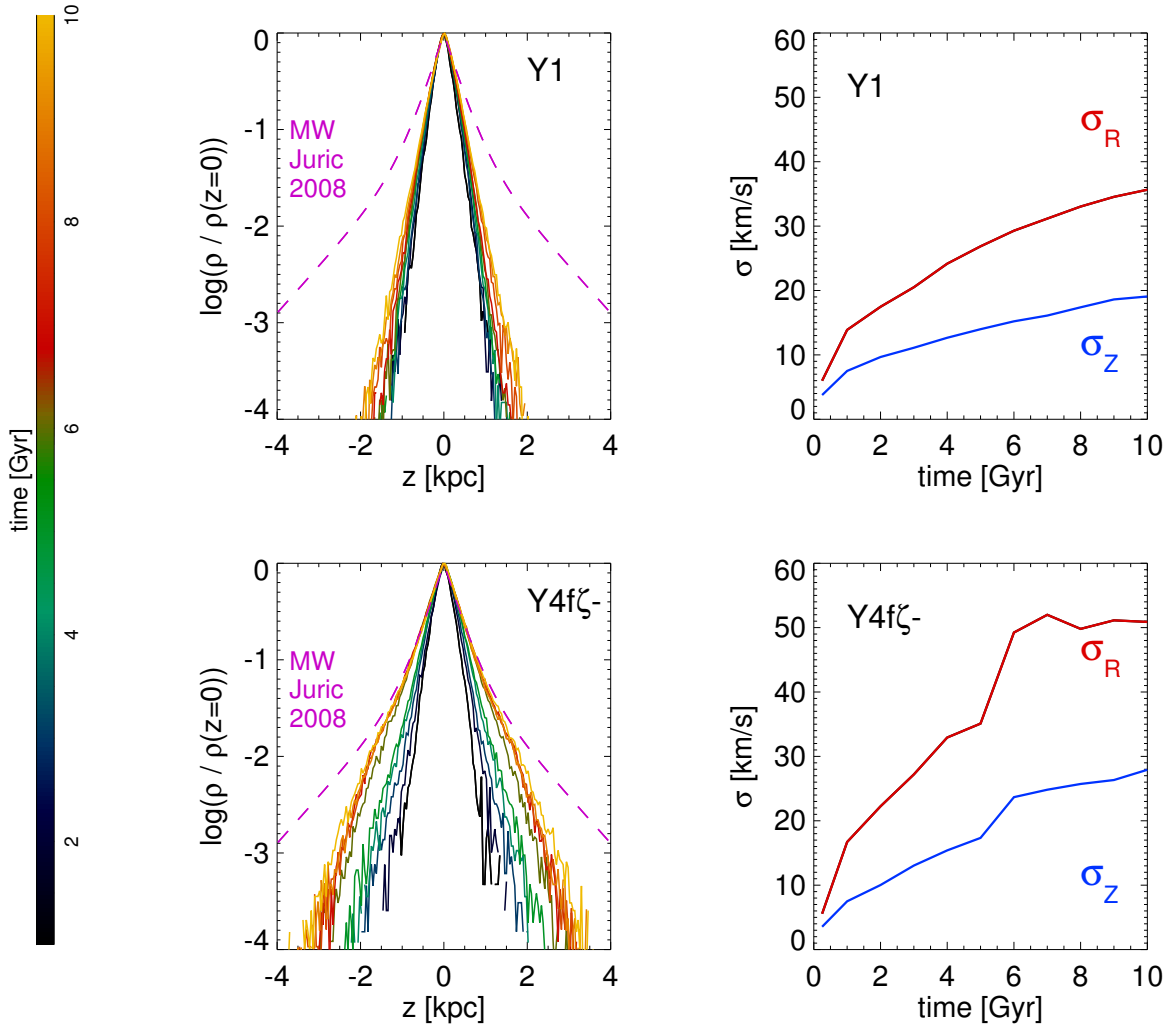 10
8
6
4
2
time [Gyr]
Y1
MW
Juric
2008
0
-1
-2
-3
-4
log(ρ / ρ(z=0))
-4 -2 0 2 4
z [kpc]
Y1
σR
σZ
60
50
40
30
20
10
0
σ [km/s]
0 2 4 6 8 10
time [Gyr]
Y4fζ-
MW
Juric
2008
0
-1
-2
-3
-4
log(ρ / ρ(z=0))
-4 -2 0 2 4
z [kpc]
Y4fζ-
σR
σZ
60
50
40
30
20
10
0
σ [km/s]
0 2 4 6 8 10
time [Gyr]